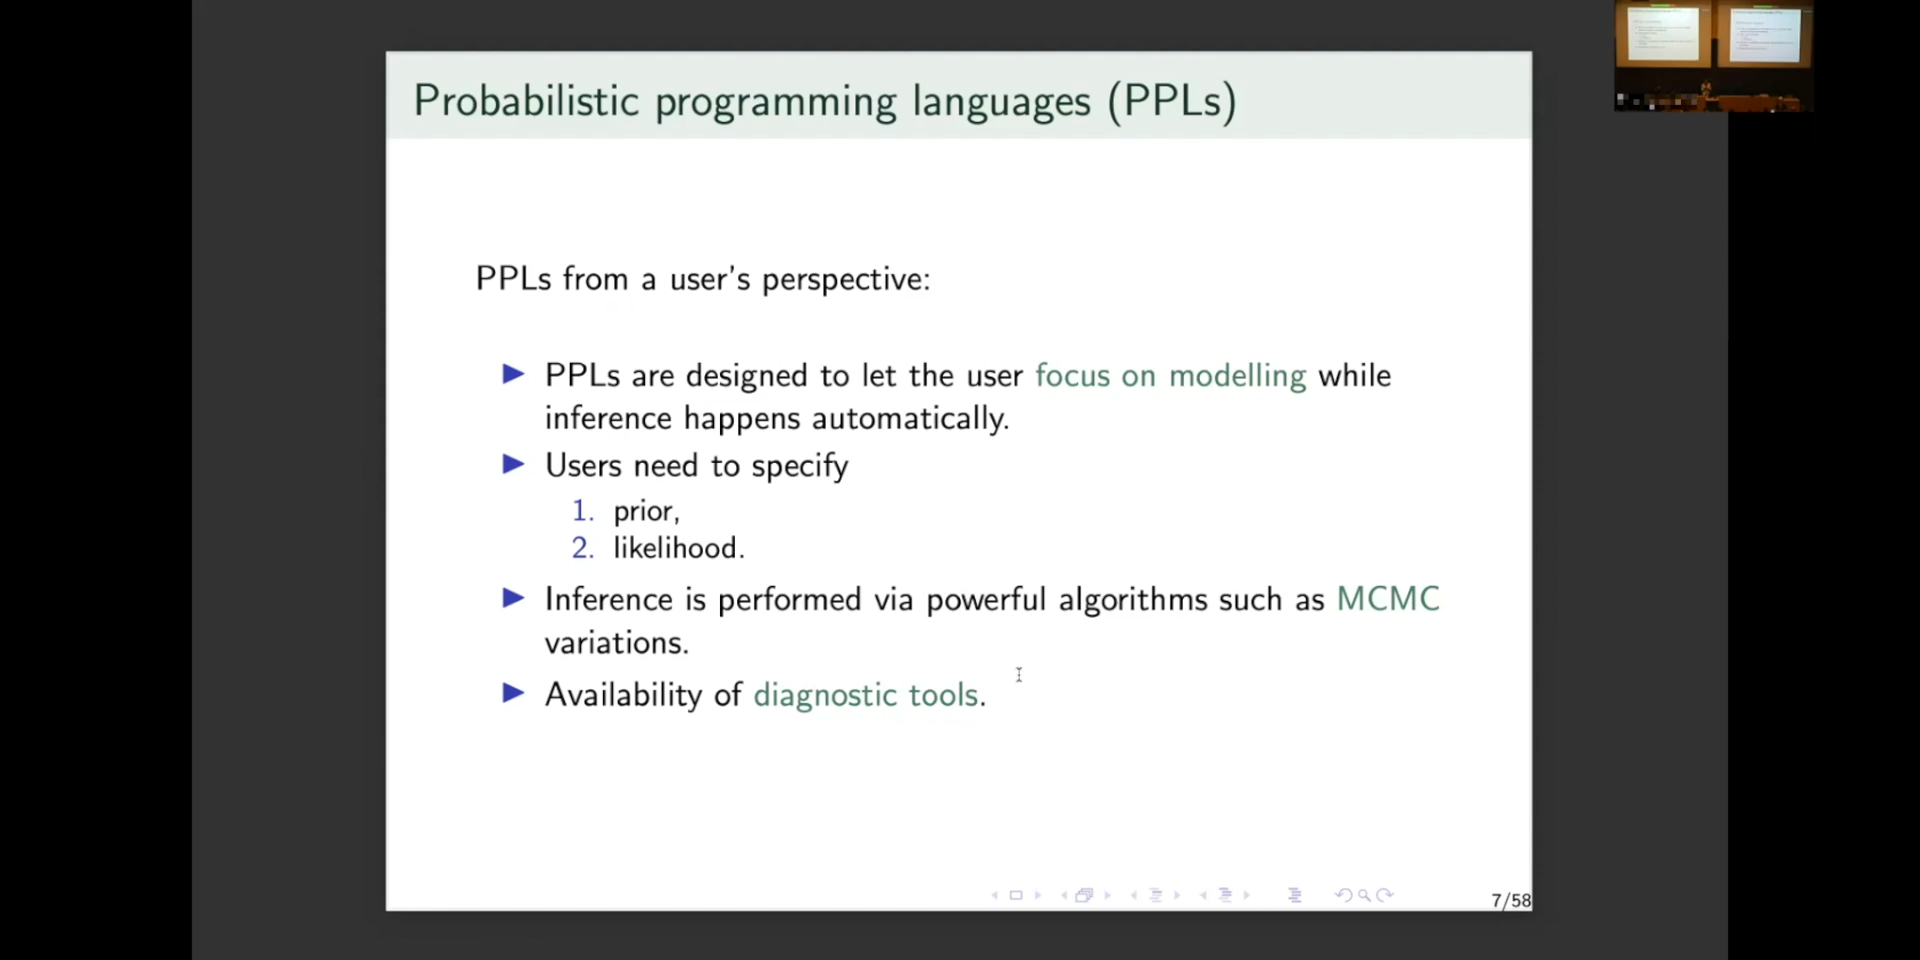 Probabilistic programming languages (PPLs)
PPLs from a user's perspective:
PPLs are designed to let the user focus on modelling while
inference happens automatically.
Users need to specify
1. prior,
2. likelihood.
Inference is performed via powerful algorithms such as MCMC
variations.
Availability of diagnostic tools.
7/58